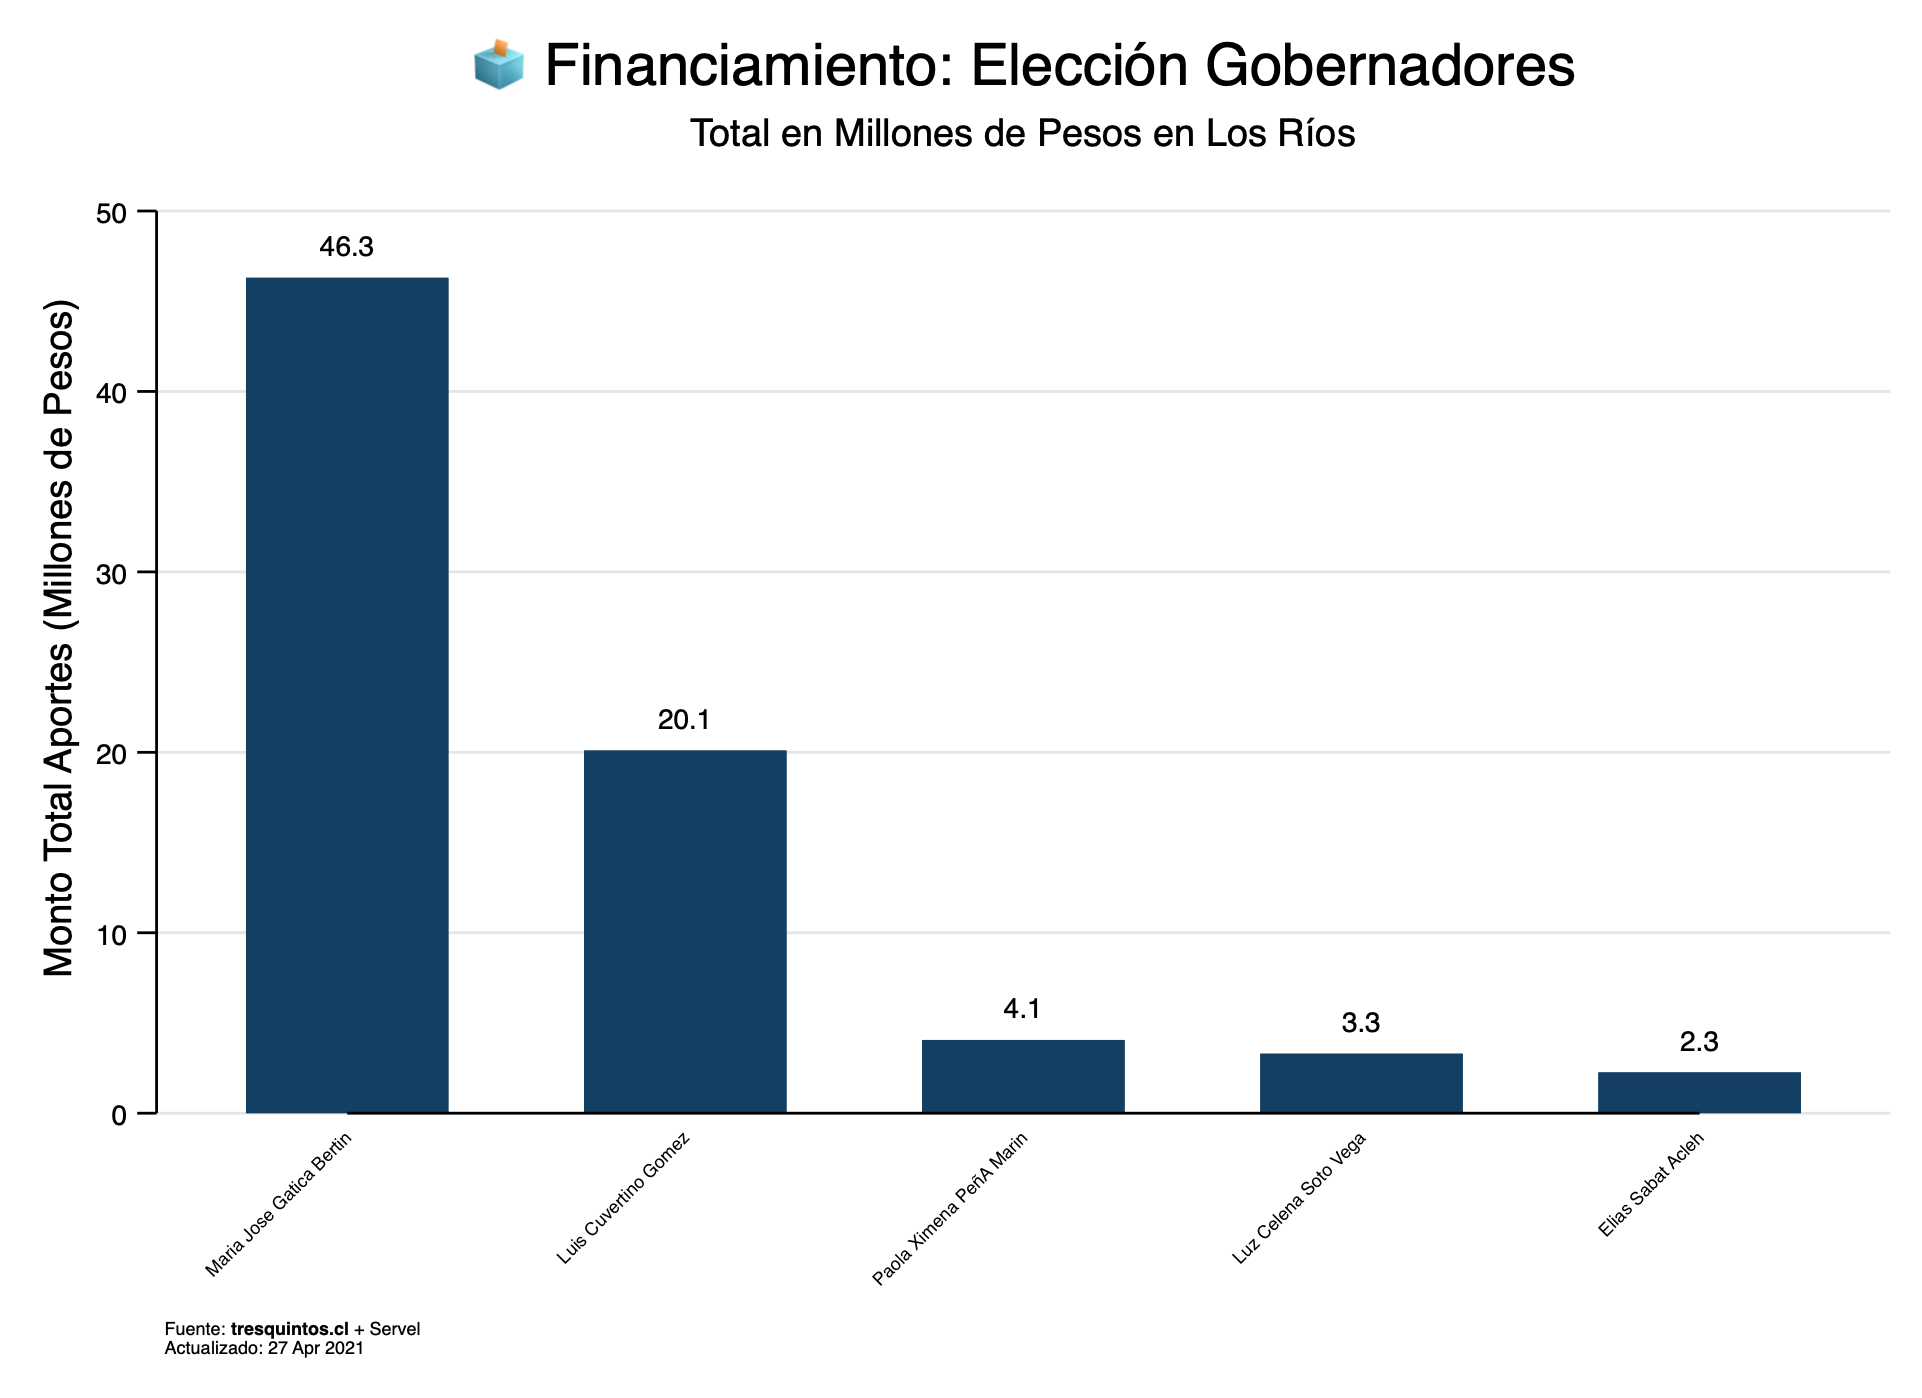 Financiamiento: Elección Gobernadores
Total en Millones de Pesos en Los Ríos
Monto Total Aportes (Millones de Pesos)
50
40
30
20
10
0
46.3
20.1
4.1
3.3
2.3
Maria Jose Gatica Bertin
Luis Cuvertino Gomez
Paola Ximena PeñA Marin
Luz Celena Soto Vega
Elias Sabat Acleh
Fuente: tresquintos.cl + Servel
Actualizado: 27 Apr 2021